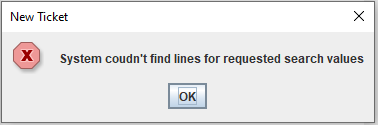 New Ticket
System coudn't find lines for requested search values
OK